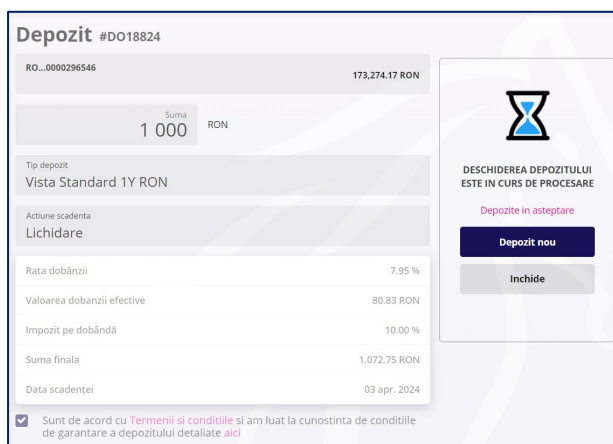 Depozit #DO18824
RO...0000296546
173,274.17 RON
Suma
1 000 RON
Tip depozit
Vista Standard 1Y RON
Actiune scadenta
Lichidare
Rata dobânzii 7.95 %
Valoarea dobanzii efective 80.83 RON
Impozit pe dobândă 10.00 %
Suma finala 1,072.75 RON
Data scadenței 03 apr. 2024
Sunt de acord cu Termenii si conditiile si am luat la cunostinta de conditiile
de garantare a depozitului detaliate aici
DESCHIDEREA DEPOZITULUI
ESTE IN CURS DE PROCESARE
Depozite in asteptare
Depozit nou
Inchide